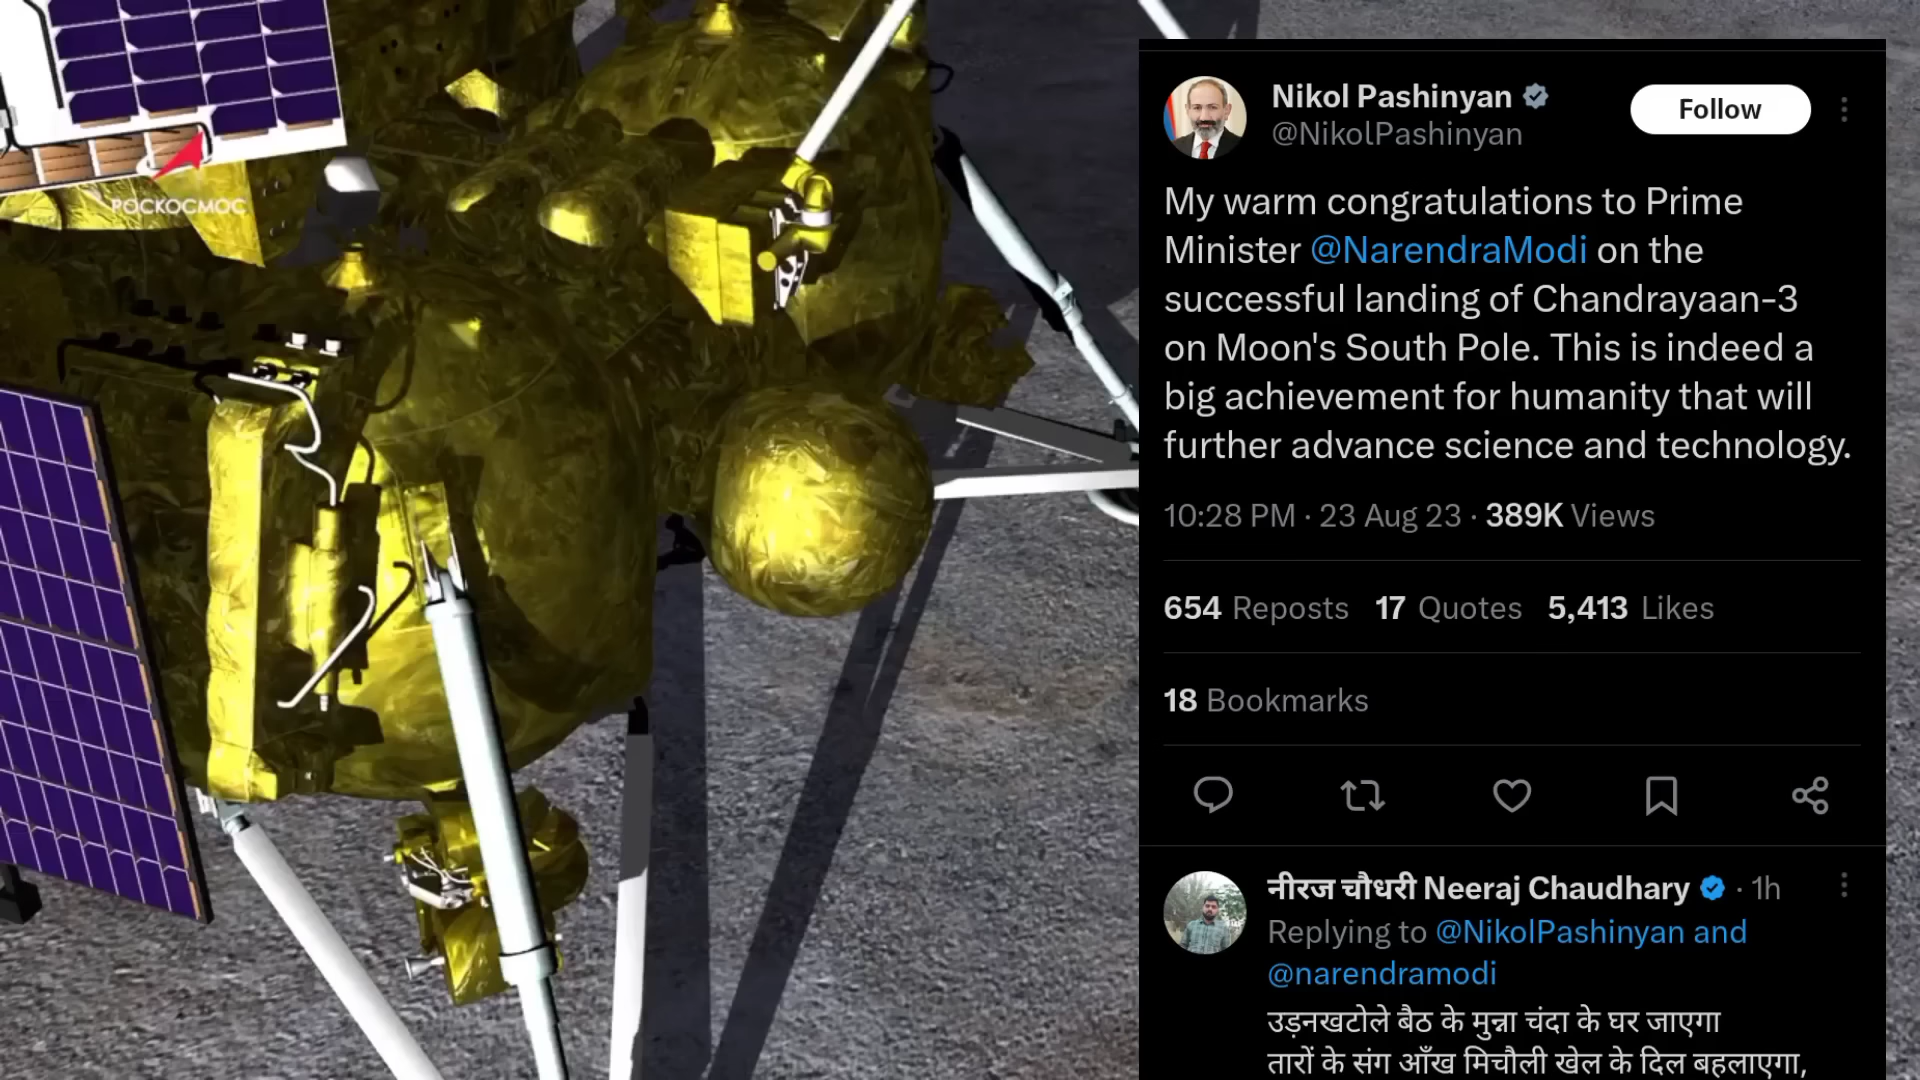 РОСКОСМОС
Nikol Pashinyan
@NikolPashinyan
Follow
My warm congratulations to Prime
Minister @NarendraModi on the
successful landing of Chandrayaan-3
on Moon's South Pole. This is indeed a
big achievement for humanity that will
further advance science and technology.
10:28 PM · 23 Aug 23 · 389K Views
654 Reposts 17 Quotes 5,413 Likes
18 Bookmarks
नीरज चौधरी Neeraj Chaudhary · 1h
Replying to @NikolPashinyan and
@narendramodi
उड़नखटोले बैठ के मुन्ना चंदा के घर जाएगा
तारों के संग आँख मिचौली खेल के दिल बहलाएगा,